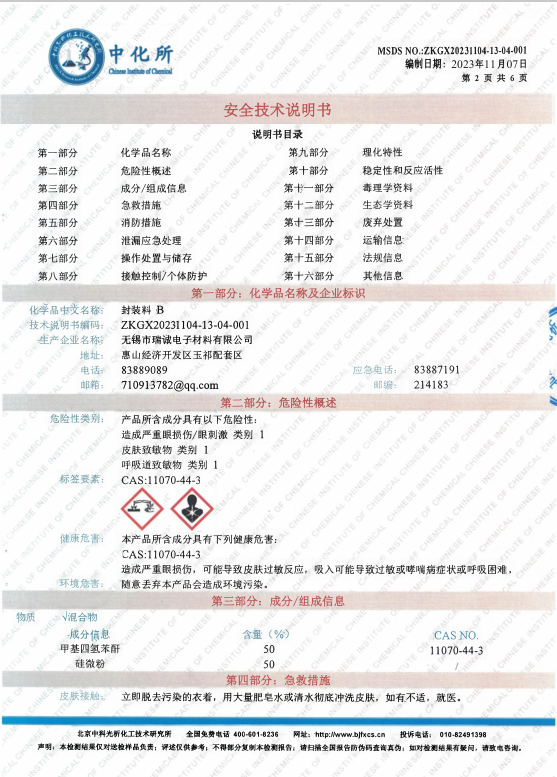 中化所
Chinese Institute of Chemical
MSDS NO.:ZKGX20231104-13-04-001
编制日期: 2023年11月07日
第 2 页 共 6 页
安全技术说明书
说明书目录
第一部分 化学品名称 第九部分 理化特性
第二部分 危险性概述 第十部分 稳定性和反应活性
第三部分 成分/组成信息 第十一部分 毒理学资料
第四部分 急救措施 第十二部分 生态学资料
第五部分 消防措施 第十三部分 废弃处置
第六部分 泄漏应急处理 第十四部分 运输信息
第七部分 操作处置与储存 第十五部分 法规信息
第八部分 接触控制/个体防护 第十六部分 其他信息
第一部分: 化学品名称及企业标识
化学品中文名称: 封装料 B
技术说明书编码: ZKGX20231104-13-04-001
生产企业名称: 无锡市瑞诚电子材料有限公司
地址: 惠山经济开发区玉祁配套区
电话: 83889089 应急电话: 83887191
邮箱: 710913782@qq.com 邮编: 214183
第二部分: 危险性概述
危险性类别: 产品所含成分具有以下危险性:
造成严重眼损伤/眼刺激 类别 1
皮肤致敏物 类别 1
呼吸道致敏物 类别 1
标签要素: CAS:11070-44-3
健康危害: 本产品所含成分具有下列健康危害:
CAS:11070-44-3
造成严重眼损伤, 可能导致皮肤过敏反应, 吸入可能导致过敏或哮喘病症状或呼吸困难。
环境危害: 随意丢弃本产品会造成环境污染。
第三部分: 成分/组成信息
物质 √混合物
成分信息 含量（%） CAS NO.
甲基四氢苯酐 50 11070-44-3
硅微粉 50 /
第四部分: 急救措施
皮肤接触: 立即脱去污染的衣着, 用大量肥皂水或清水彻底冲洗皮肤, 如有不适, 就医。
北京中科光析化工技术研究所 全国免费电话 400-601-8236 网址: http://www.bjfxcs.cn 投诉电话: 010-82491398
声明: 本检测结果仅对送检样品负责; 评述仅供参考; 不得部分复制本检测报告; 请扫描全国报告防伪码查询真伪; 如对检测结果有疑问, 请致电咨询。